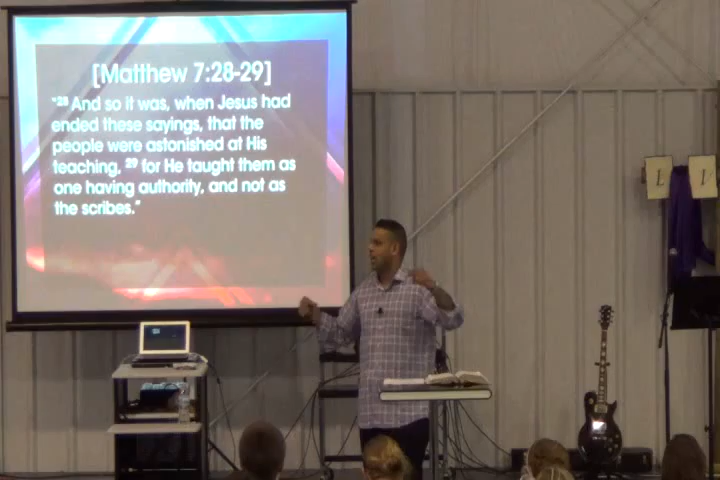 [Matthew 7:28-29]
"28 And so it was, when Jesus had
ended these sayings, that the
people were astonished at His
teaching, 29 for He taught them as
one having authority, and not as
the scribes."
L V